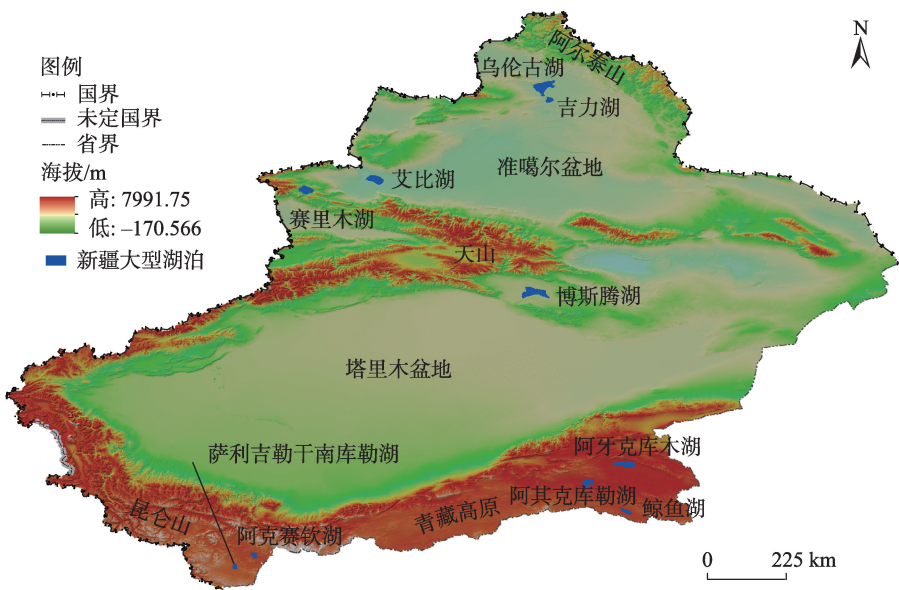 图例
国界
未定国界
省界
海拔/m
高: 7991.75
低: –170.566
新疆大型湖泊
N
阿尔泰山
乌伦古湖
吉力湖
准噶尔盆地
艾比湖
赛里木湖
天山
博斯腾湖
塔里木盆地
萨利吉勒干南库勒湖
阿牙克库木湖
阿其克库勒湖
鲸鱼湖
青藏高原
昆仑山
阿克赛钦湖
0 225 km